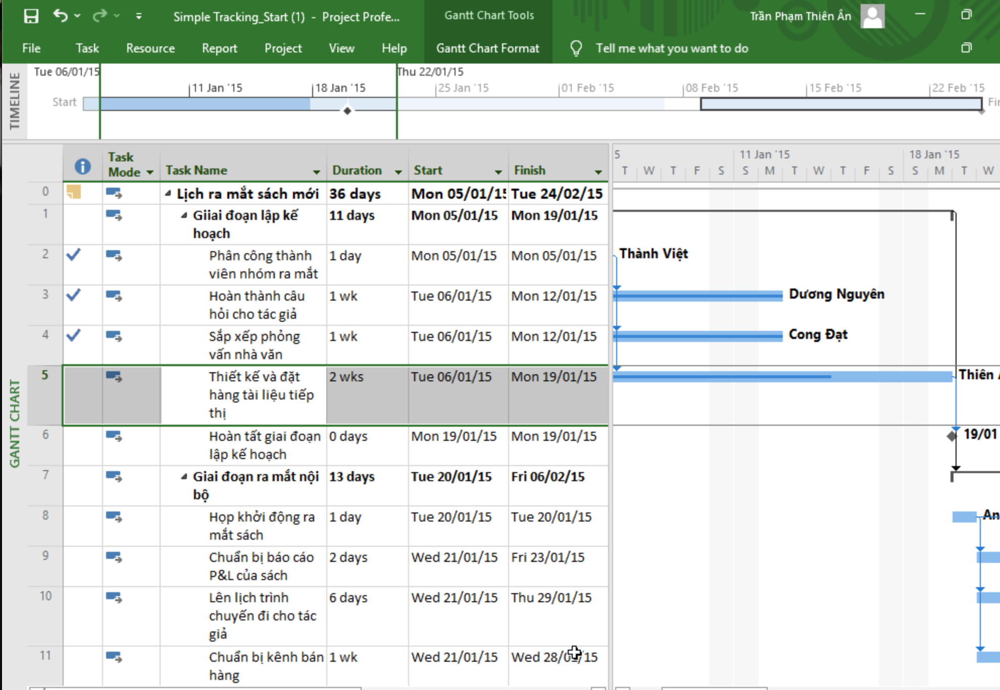 Simple Tracking_Start (1) - Project Profe...
Gantt Chart Tools
Trần Phạm Thiên Ân
File Task Resource Report Project View Help Gantt Chart Format Tell me what you want to do
TIMELINE
Tue 06/01/15 Thu 22/01/15
11 Jan '15 18 Jan '15 25 Jan '15 01 Feb '15 08 Feb '15 15 Feb '15 22 Feb '15
Start
GANTT CHART
Task Mode Task Name Duration Start Finish
5 11 Jan '15 18 Jan '15
T W T F S S M T W T F S S M T W
0 Lịch ra mắt sách mới 36 days Mon 05/01/15 Tue 24/02/15
1 Giiai đoạn lập kế 11 days Mon 05/01/15 Mon 19/01/15
hoạch
2 Phân công thành 1 day Mon 05/01/15 Mon 05/01/15 Thành Việt
viên nhóm ra mắt
3 Hoàn thành câu 1 wk Tue 06/01/15 Mon 12/01/15 Dương Nguyên
hỏi cho tác giả
4 Sắp xếp phỏng 1 wk Tue 06/01/15 Mon 12/01/15 Cong Đạt
vấn nhà văn
5 Thiết kế và đặt 2 wks Tue 06/01/15 Mon 19/01/15 Thiên
hàng tài liệu tiếp
thị
6 Hoàn tất giai đoạn 0 days Mon 19/01/15 Mon 19/01/15 19/01
lập kế hoạch
7 Giai đoạn ra mắt nội 13 days Tue 20/01/15 Fri 06/02/15
bộ
8 Họp khởi động ra 1 day Tue 20/01/15 Tue 20/01/15 An
mắt sách
9 Chuẩn bị báo cáo 2 days Wed 21/01/15 Fri 23/01/15
P&L của sách
10 Lên lịch trình 6 days Wed 21/01/15 Thu 29/01/15
chuyến đi cho tác
giả
11 Chuẩn bị kênh bán 1 wk Wed 21/01/15 Wed 28/01/15
hàng